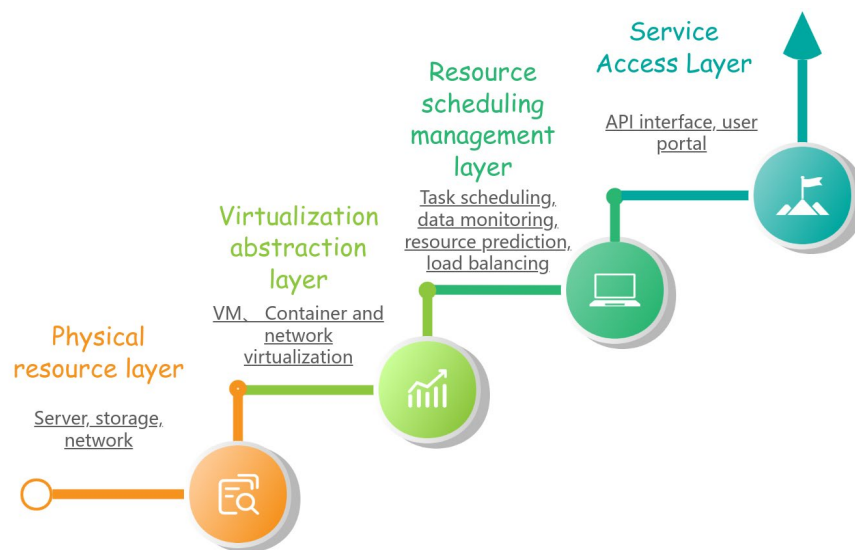 Physical
resource layer
Server, storage,
network
Virtualization
abstraction
layer
VM、 Container and
network
virtualization
Resource
scheduling
management
layer
Task scheduling,
data monitoring,
resource prediction,
load balancing
Service
Access Layer
API interface, user
portal